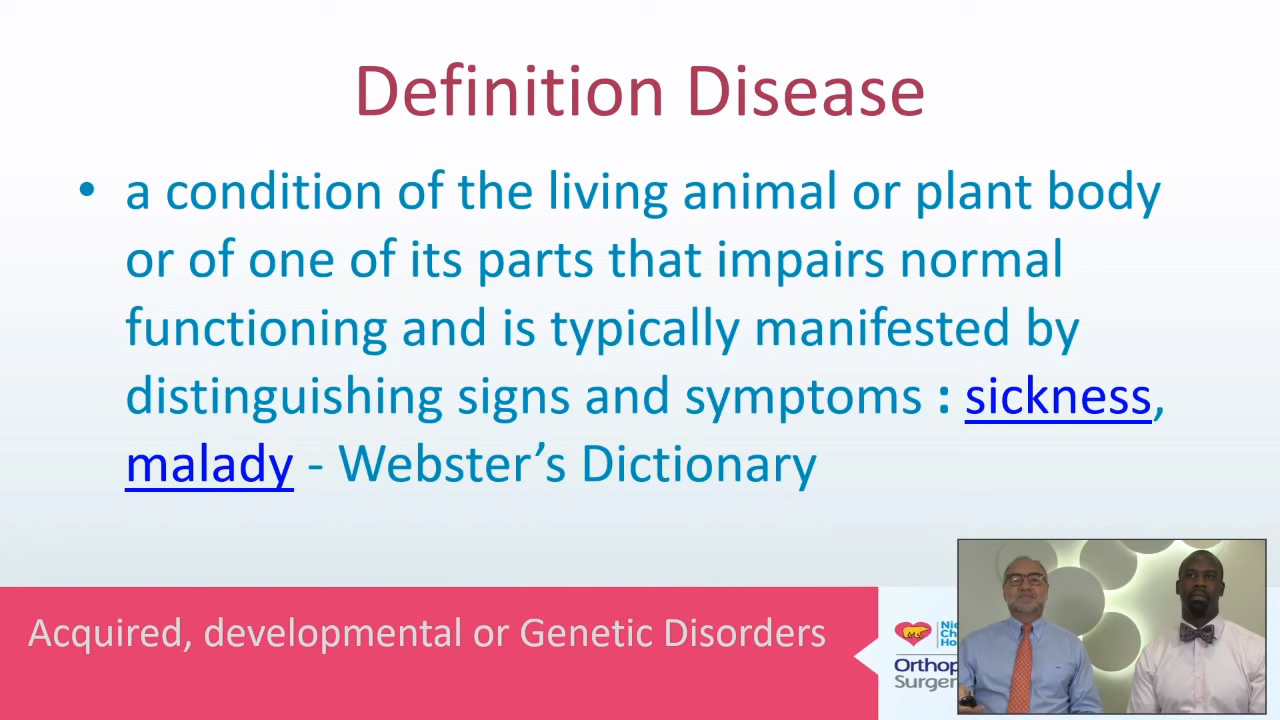 Definition Disease
• a condition of the living animal or plant body
or of one of its parts that impairs normal
functioning and is typically manifested by
distinguishing signs and symptoms : sickness,
malady - Webster’s Dictionary
Acquired, developmental or Genetic Disorders